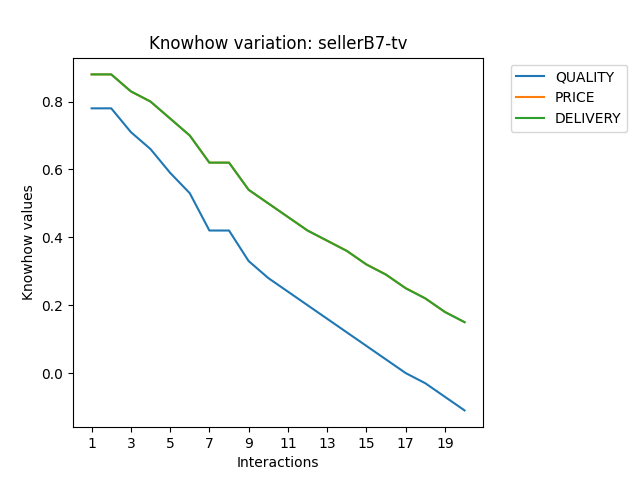 Knowhow variation: sellerB7-tv
QUALITY
PRICE
DELIVERY
Knowhow values
0.8
0.6
0.4
0.2
0.0
1 3 5 7 9 11 13 15 17 19
Interactions